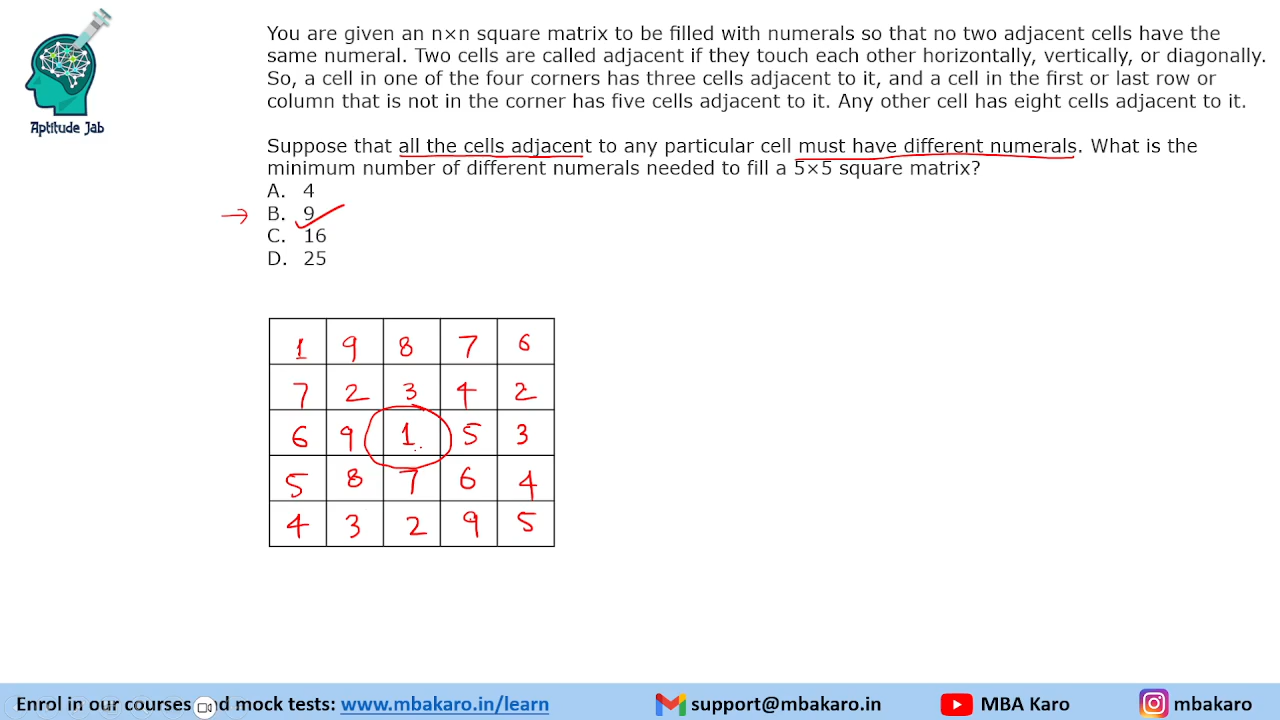 You are given an n×n square matrix to be filled with numerals so that no two adjacent cells have the
same numeral. Two cells are called adjacent if they touch each other horizontally, vertically, or diagonally.
So, a cell in one of the four corners has three cells adjacent to it, and a cell in the first or last row or
column that is not in the corner has five cells adjacent to it. Any other cell has eight cells adjacent to it.
Aptitude Jab
Suppose that all the cells adjacent to any particular cell must have different numerals. What is the
minimum number of different numerals needed to fill a 5×5 square matrix?
A. 4
B. 9
C. 16
D. 25
1 9 8 7 6
7 2 3 4 2
6 9 1 5 3
5 8 7 6 4
4 3 2 9 5
Enrol in our courses and mock tests: www.mbakaro.in/learn support@mbakaro.in MBA Karo mbakaro